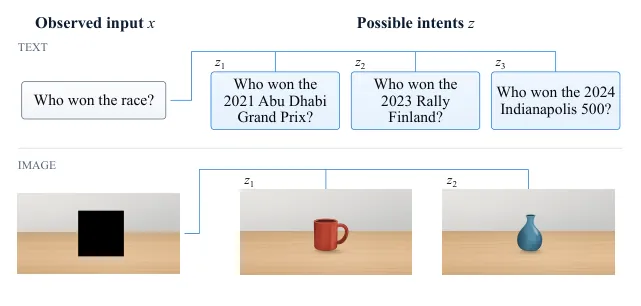 Observed input x
Possible intents z
TEXT
Who won the race?
z₁
Who won the
2021 Abu Dhabi
Grand Prix?
z₂
Who won the
2023 Rally
Finland?
z₃
Who won the 2024
Indianapolis 500?
IMAGE
z₁
z₂